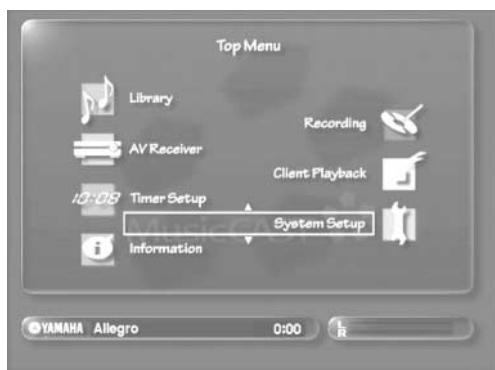 Top Menu
Library
Recording
AV Receiver
Client Playback
10:08 Timer Setup
System Setup
MusicCAST
Information
YAMAHA Allegro 0:00 L
R